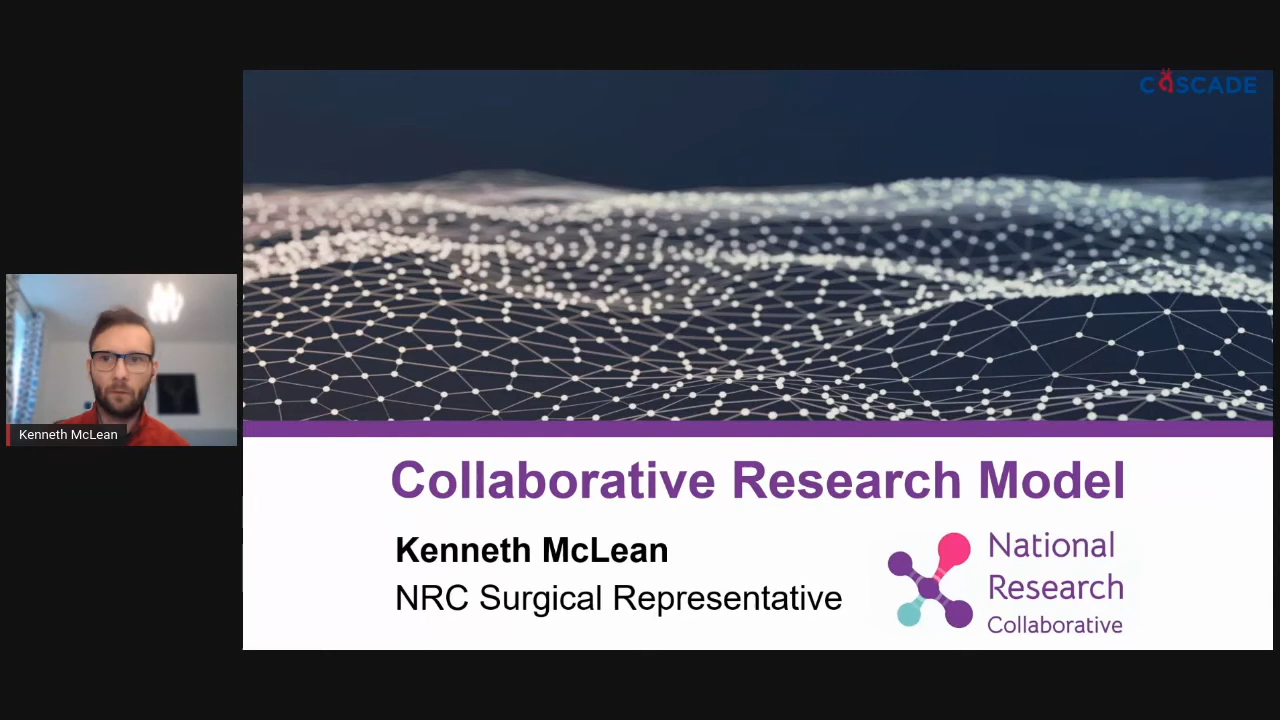 CASCADE
Kenneth McLean
Collaborative Research Model
Kenneth McLean
NRC Surgical Representative
National
Research
Collaborative